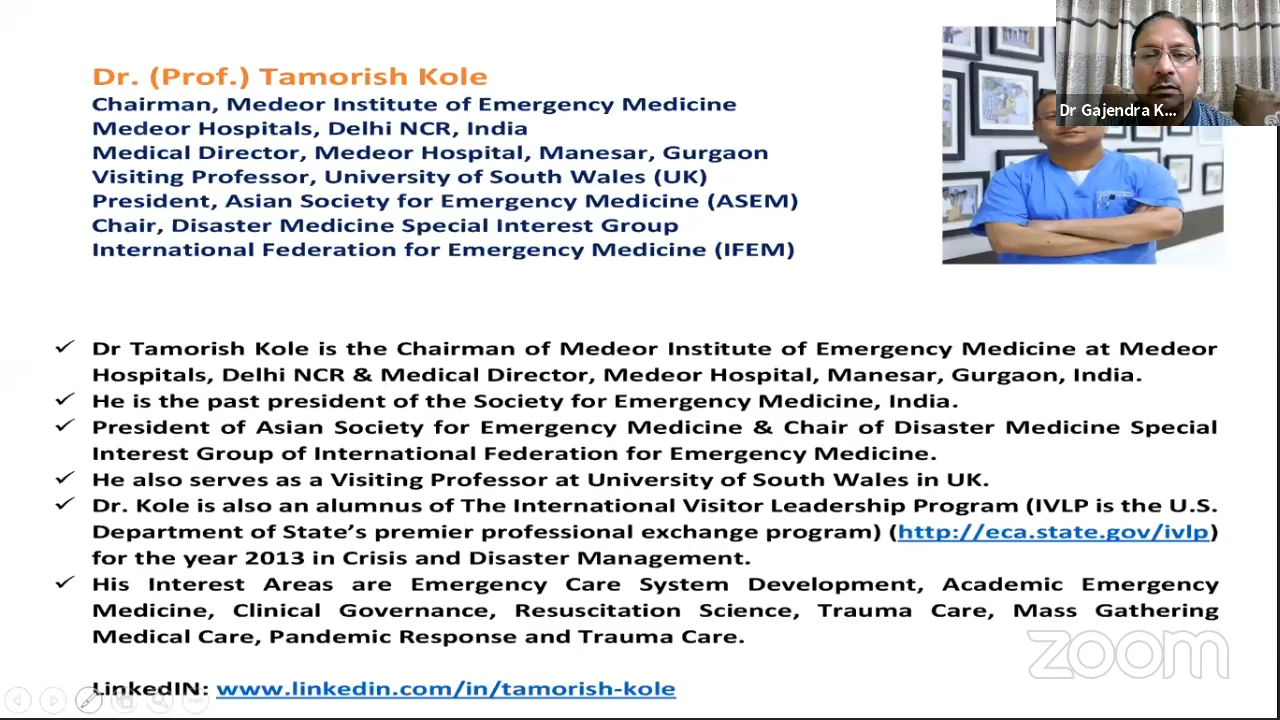 Dr. (Prof.) Tamorish Kole
Chairman, Medeor Institute of Emergency Medicine
Medeor Hospitals, Delhi NCR, India
Medical Director, Medeor Hospital, Manesar, Gurgaon
Visiting Professor, University of South Wales (UK)
President, Asian Society for Emergency Medicine (ASEM)
Chair, Disaster Medicine Special Interest Group
International Federation for Emergency Medicine (IFEM)
Dr Gajendra K...
✓ Dr Tamorish Kole is the Chairman of Medeor Institute of Emergency Medicine at Medeor
Hospitals, Delhi NCR & Medical Director, Medeor Hospital, Manesar, Gurgaon, India.
✓ He is the past president of the Society for Emergency Medicine, India.
✓ President of Asian Society for Emergency Medicine & Chair of Disaster Medicine Special
Interest Group of International Federation for Emergency Medicine.
✓ He also serves as a Visiting Professor at University of South Wales in UK.
✓ Dr. Kole is also an alumnus of The International Visitor Leadership Program (IVLP is the U.S.
Department of State’s premier professional exchange program) (http://eca.state.gov/ivlp)
for the year 2013 in Crisis and Disaster Management.
✓ His Interest Areas are Emergency Care System Development, Academic Emergency
Medicine, Clinical Governance, Resuscitation Science, Trauma Care, Mass Gathering
Medical Care, Pandemic Response and Trauma Care.
zoom
LinkedIN: www.linkedin.com/in/tamorish-kole